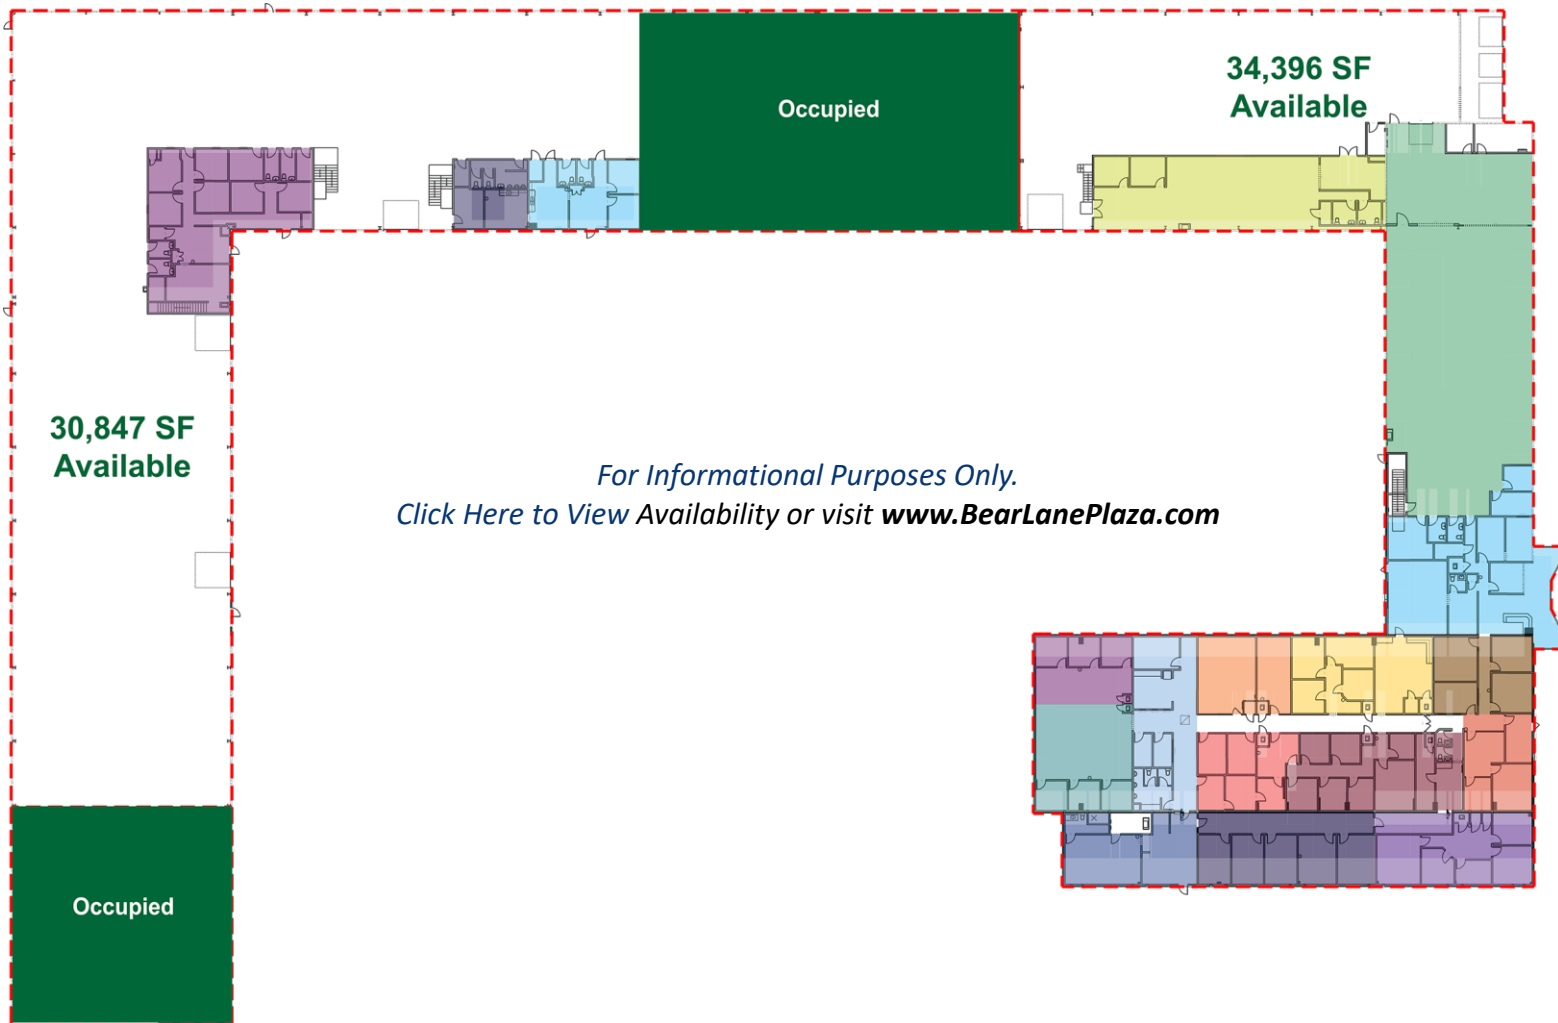 34,396 SF
Available
Occupied
30,847 SF
Available
For Informational Purposes Only.
Click Here to View Availability or visit www.BearLanePlaza.com
Occupied